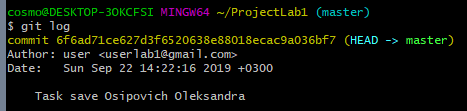 cosmo@DESKTOP-3OKCFSI MINGW64 ~/ProjectLab1 (master)
$ git log
commit 6f6ad71ce627d3f6520638e88018ecac9a036bf7 (HEAD -> master)
Author: user <userlab1@gmail.com>
Date:   Sun Sep 22 14:22:16 2019 +0300

    Task save Osipovich Oleksandra